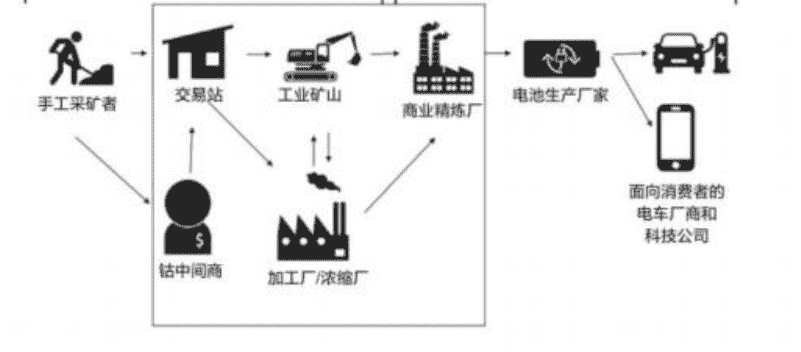 手工采矿者
交易站
工业矿山
商业精炼厂
电池生产厂家
钴中间商
加工厂/浓缩厂
面向消费者的
电车厂商和
科技公司